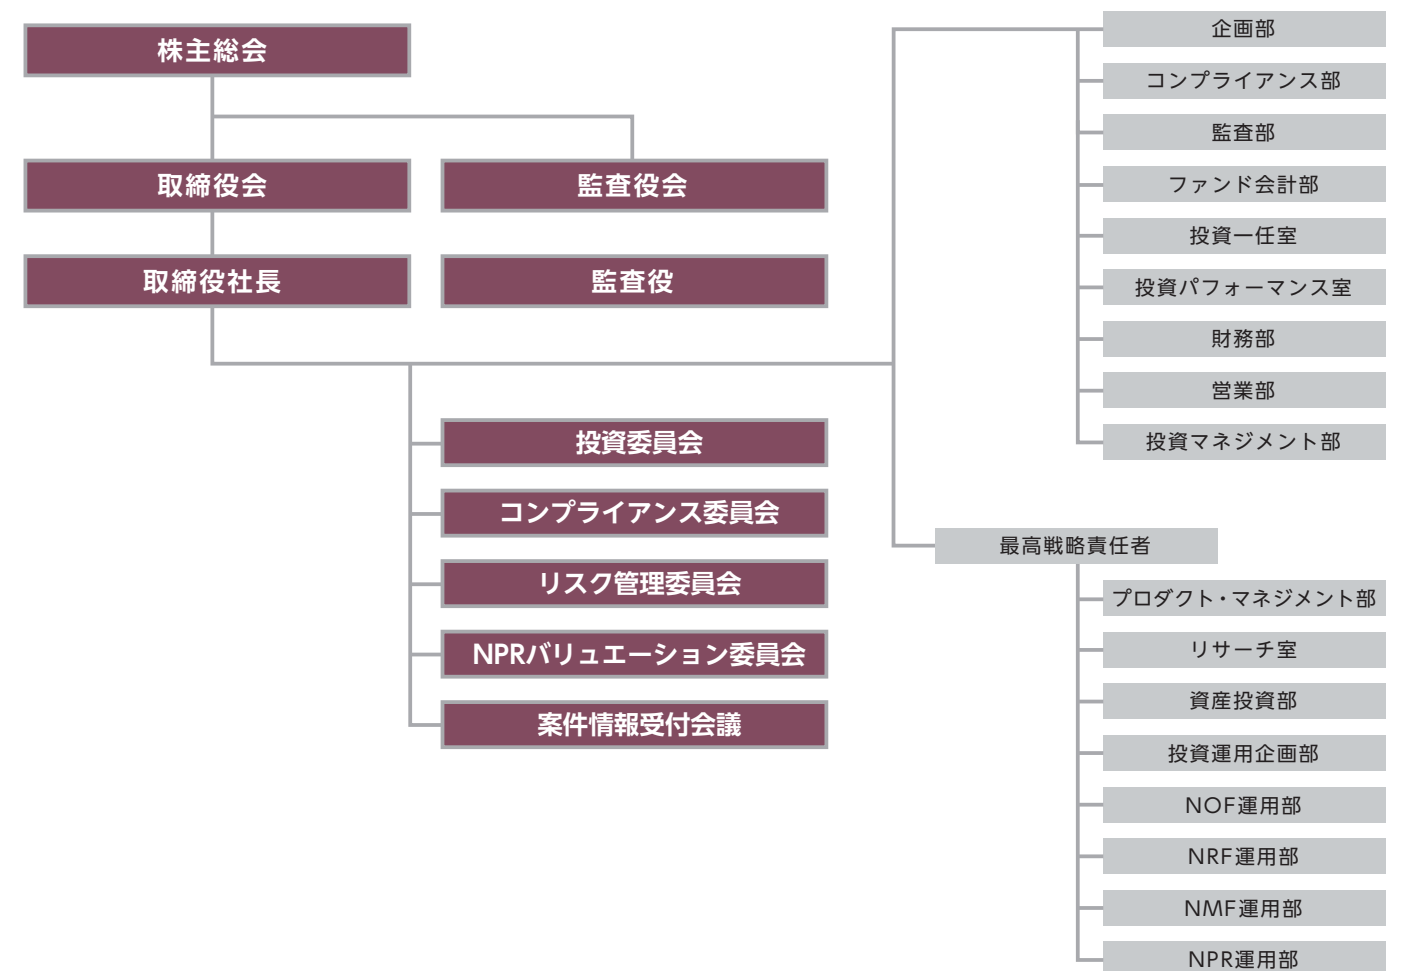 株主総会
取締役会
監査役会
取締役社長
監査役
投資委員会
コンプライアンス委員会
リスク管理委員会
NPRバリュエーション委員会
案件情報受付会議
企画部
コンプライアンス部
監査部
ファンド会計部
投資一任室
投資パフォーマンス室
財務部
営業部
投資マネジメント部
最高戦略責任者
プロダクト・マネジメント部
リサーチ室
資産投資部
投資運用企画部
NOF運用部
NRF運用部
NMF運用部
NPR運用部